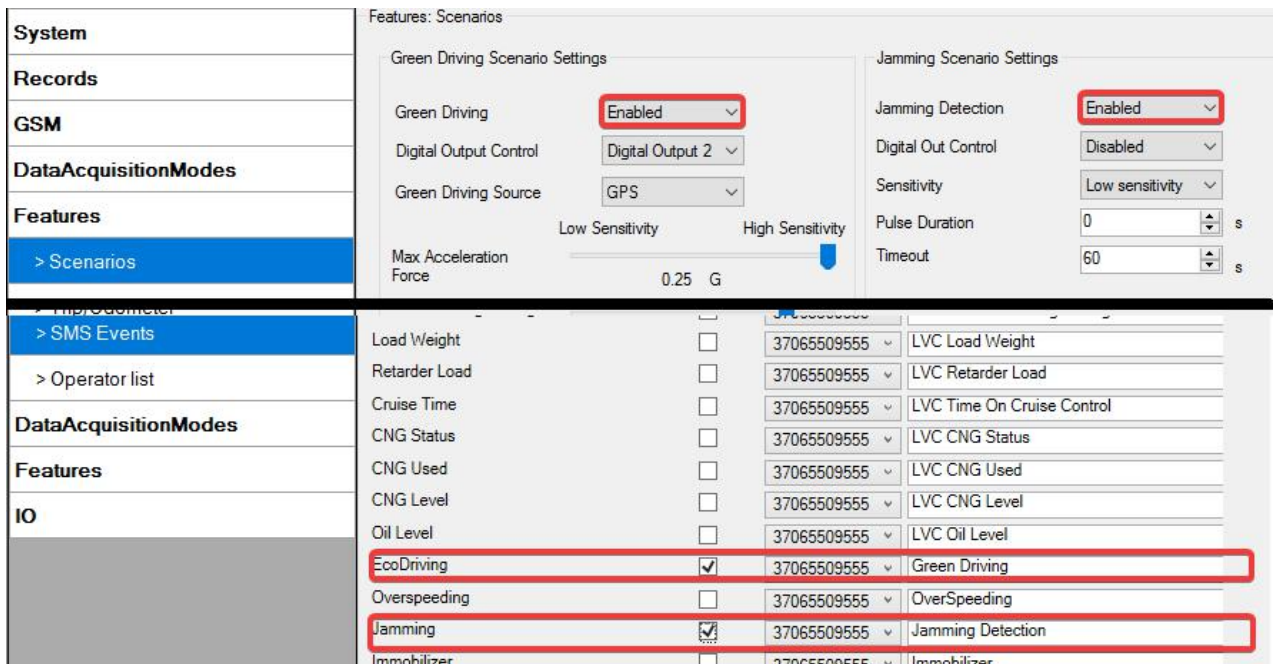 System
Records
GSM
DataAcquisitionModes
Features
> Scenarios
Features: Scenarios
Green Driving Scenario Settings
Green Driving Enabled
Digital Output Control Digital Output 2
Green Driving Source GPS
Low Sensitivity High Sensitivity
Max Acceleration
Force
0.25 G
Jamming Scenario Settings
Jamming Detection Enabled
Digital Out Control Disabled
Sensitivity Low sensitivity
Pulse Duration 0 s
Timeout 60 s
> SMS Events
> Operator list
DataAcquisitionModes
Features
IO
Load Weight 37065509555 LVC Load Weight
Retarder Load 37065509555 LVC Retarder Load
Cruise Time 37065509555 LVC Time On Cruise Control
CNG Status 37065509555 LVC CNG Status
CNG Used 37065509555 LVC CNG Used
CNG Level 37065509555 LVC CNG Level
Oil Level 37065509555 LVC Oil Level
EcoDriving 37065509555 Green Driving
Overspeeding 37065509555 OverSpeeding
Jamming 37065509555 Jamming Detection
Immobilizer 37065509555 Immobilizer